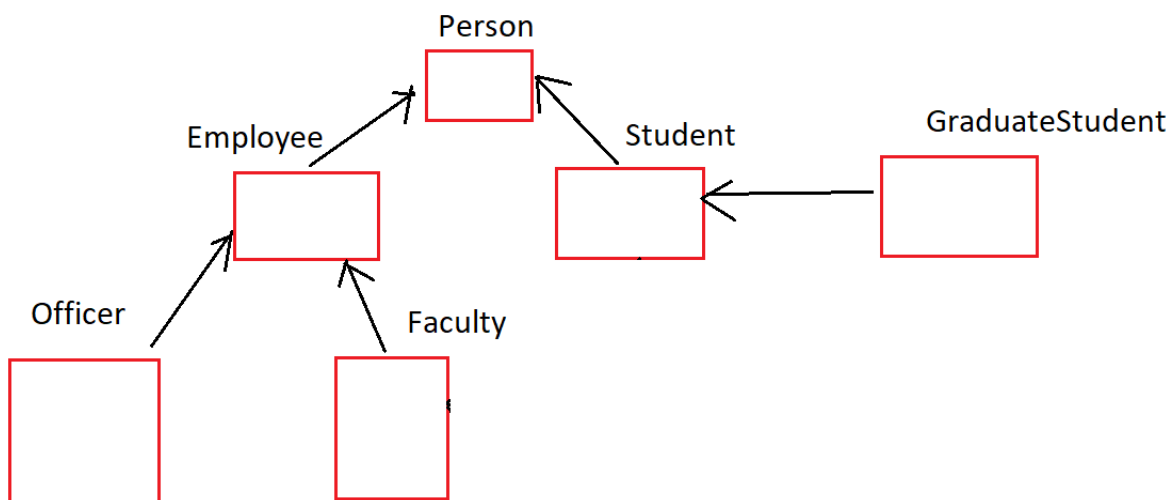 Person
Employee
Student
GraduateStudent
Officer
Faculty